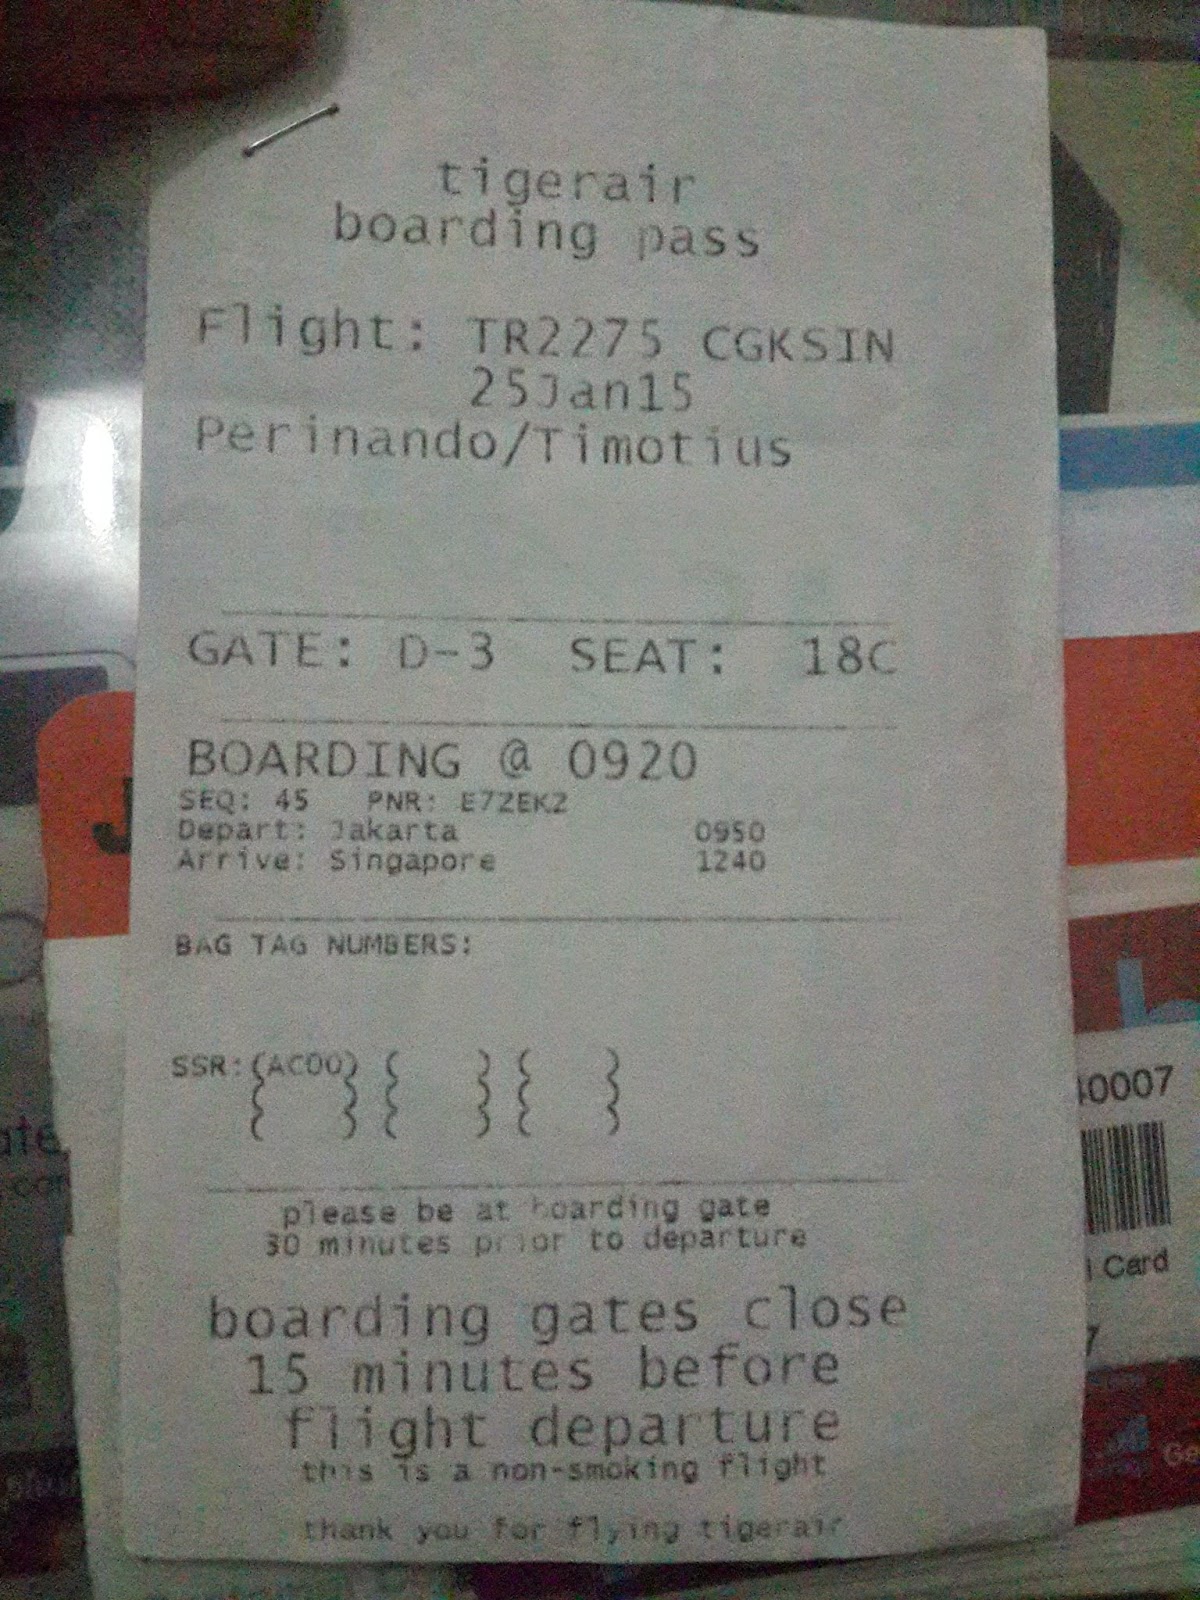 tigerair
boarding pass
Flight: TR2275 CGKSIN
25Jan15
Perinando/Timotius
GATE: D-3 SEAT: 18C
BOARDING @ 0920
SEQ: 45 PNR: E7ZEKZ
Depart: Jakarta 0950
Arrive: Singapore 1240
BAG TAG NUMBERS:
SSR:(AC00)
please be at boarding gate
30 minutes prior to departure
boarding gates close
15 minutes before
flight departure
this is a non-smoking flight
thank you for flying tigerair
0007
Card